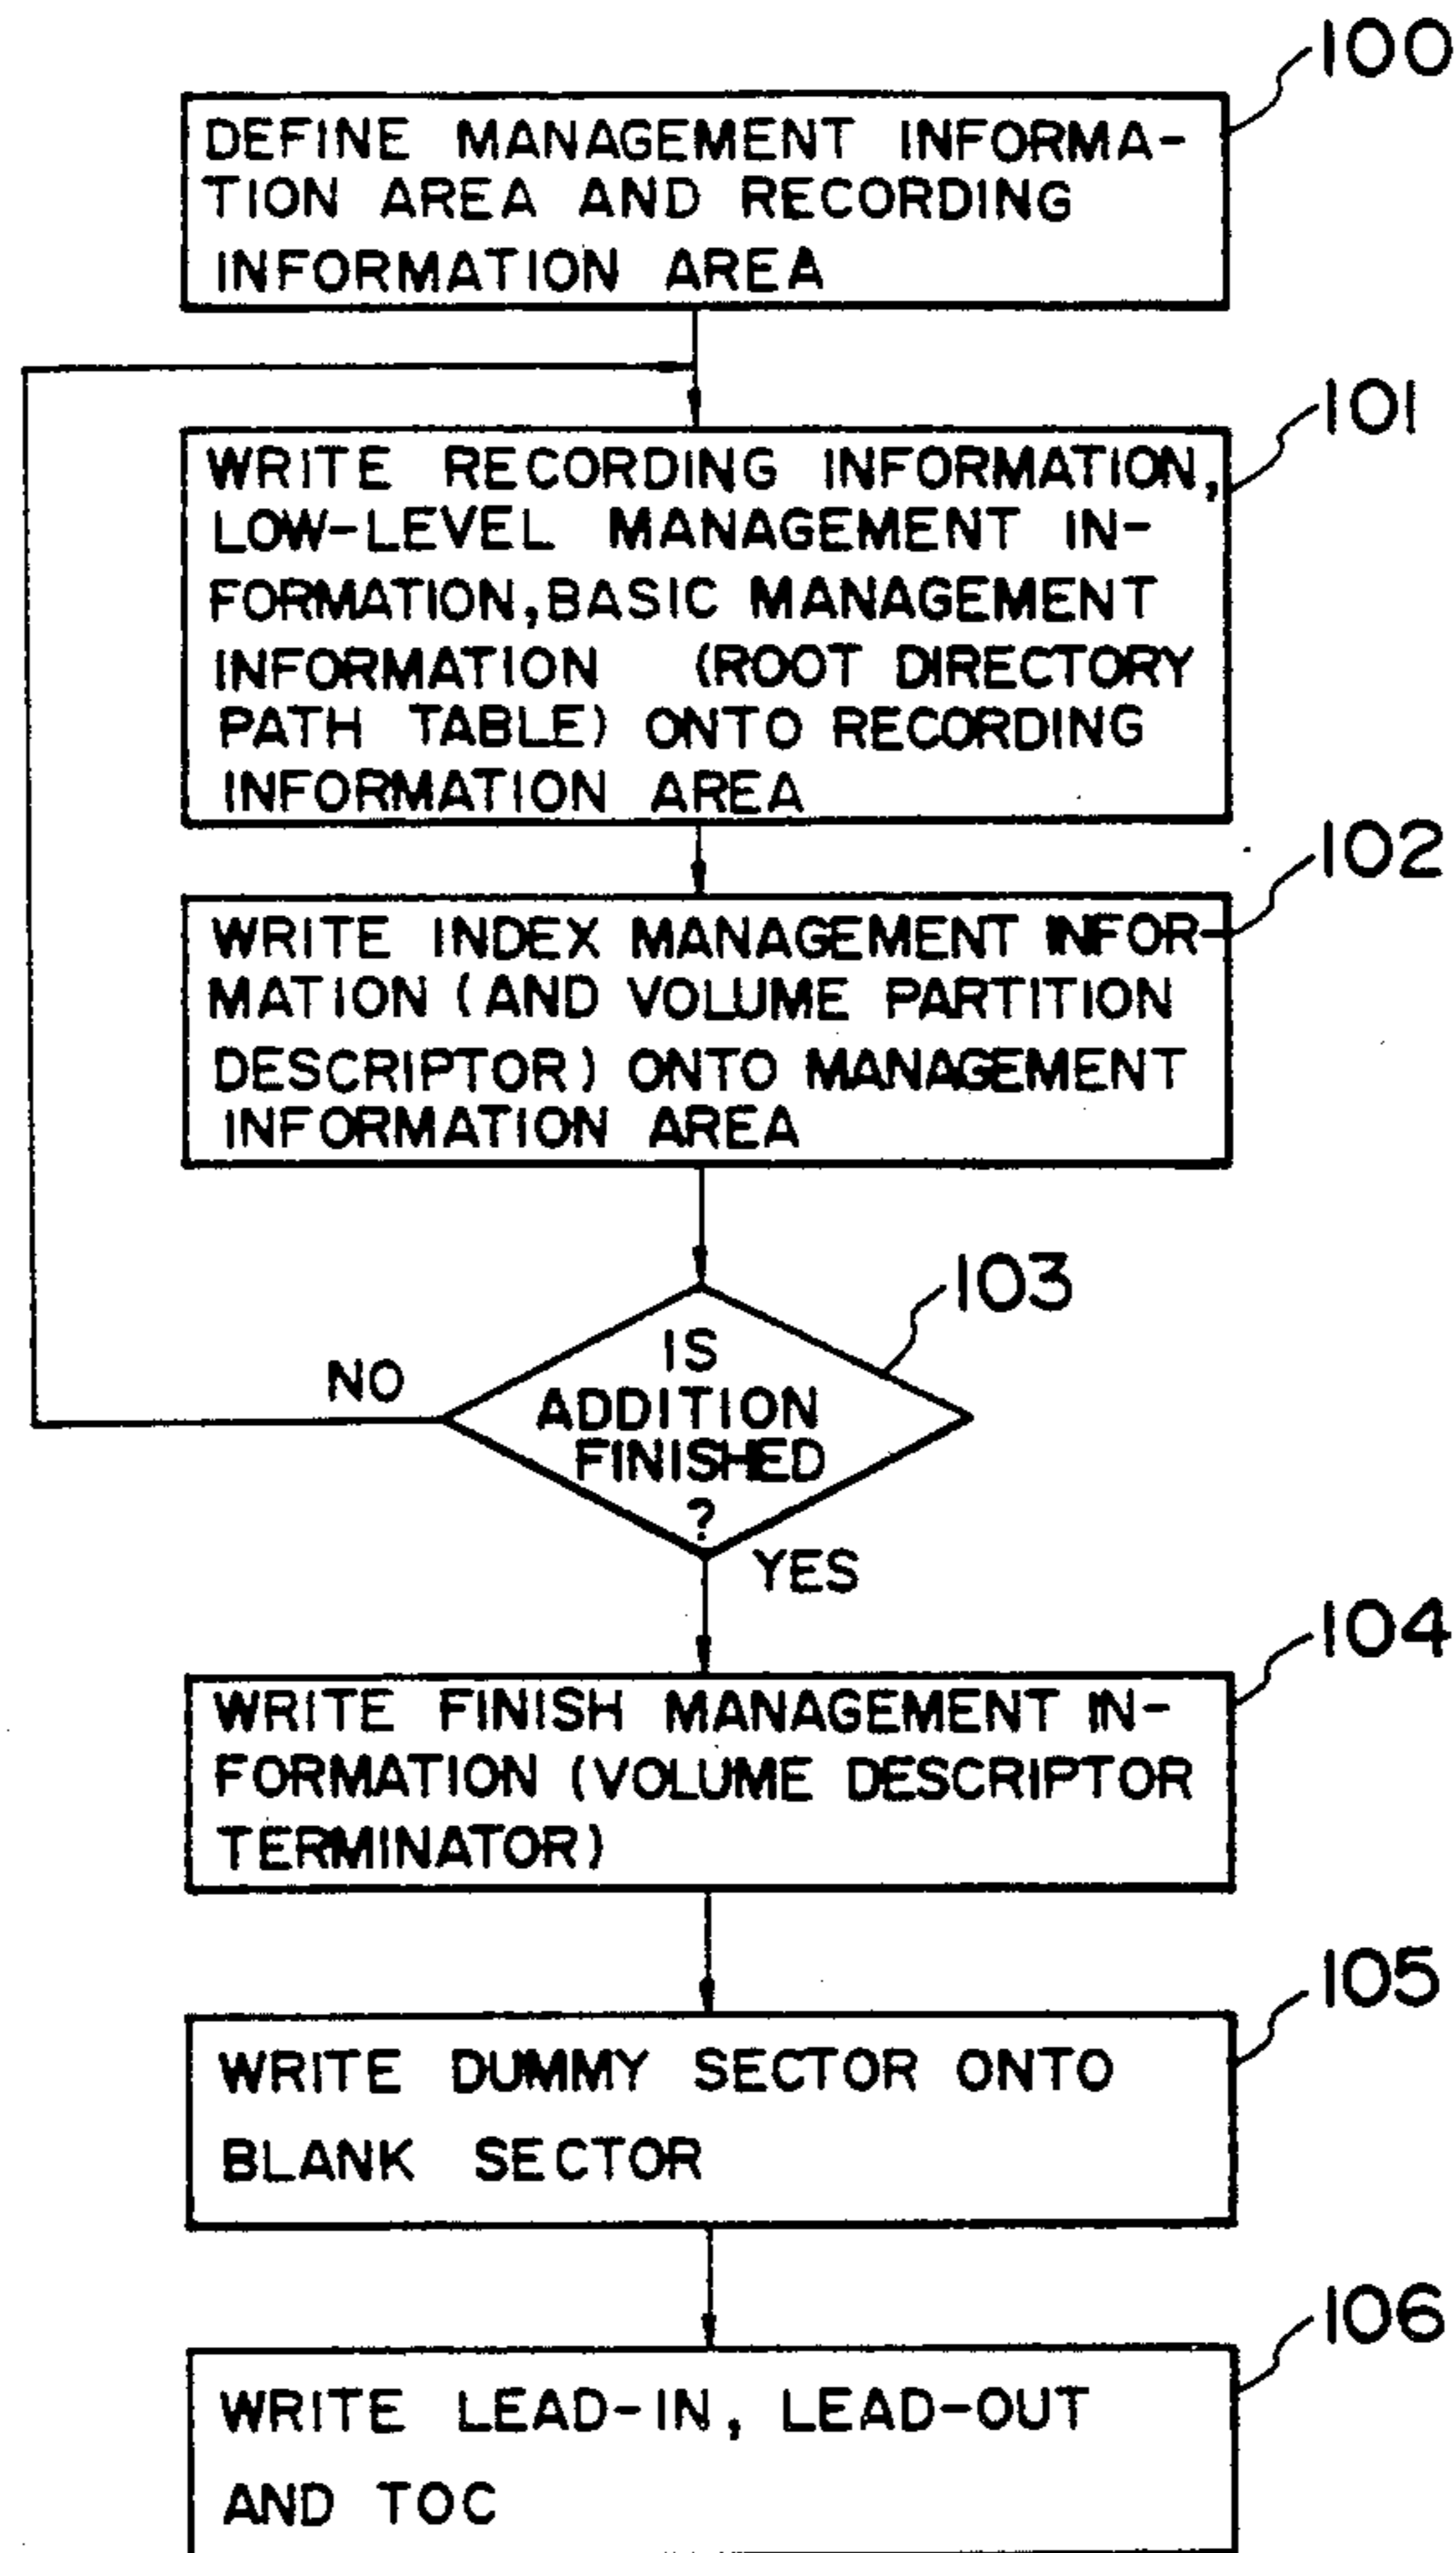 100
DEFINE MANAGEMENT INFORMA-
TION AREA AND RECORDING
INFORMATION AREA
101
WRITE RECORDING INFORMATION,
LOW-LEVEL MANAGEMENT IN-
FORMATION, BASIC MANAGEMENT
INFORMATION (ROOT DIRECTORY
PATH TABLE) ONTO RECORDING
INFORMATION AREA
102
WRITE INDEX MANAGEMENT INFOR-
MATION (AND VOLUME PARTITION
DESCRIPTOR) ONTO MANAGEMENT
INFORMATION AREA
103
IS
ADDITION
FINISHED
?
NO
YES
104
WRITE FINISH MANAGEMENT IN-
FORMATION (VOLUME DESCRIPTOR
TERMINATOR)
105
WRITE DUMMY SECTOR ONTO
BLANK SECTOR
106
WRITE LEAD-IN, LEAD-OUT
AND TOC